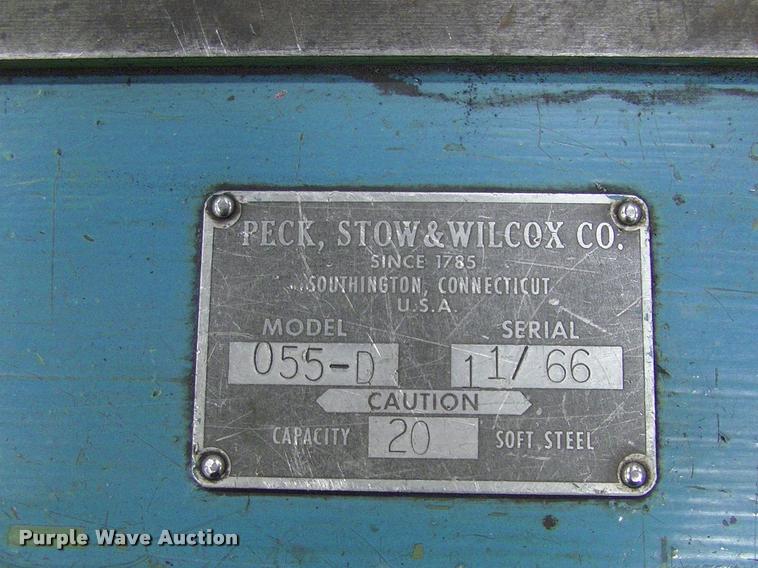 PECK, STOW & WILCOX CO.
SINCE 1785
SOUTHINGTON, CONNECTICUT
U.S.A.
MODEL SERIAL
055-D 11/66
CAUTION
CAPACITY 20 SOFT STEEL
Purple Wave Auction